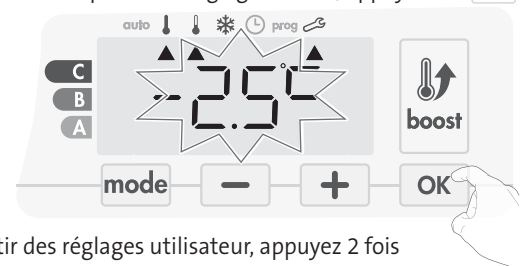 auto prog
-2.5°C
C
B
A
boost
mode - + OK
tir des réglages utilisateur, appuyez 2 fois